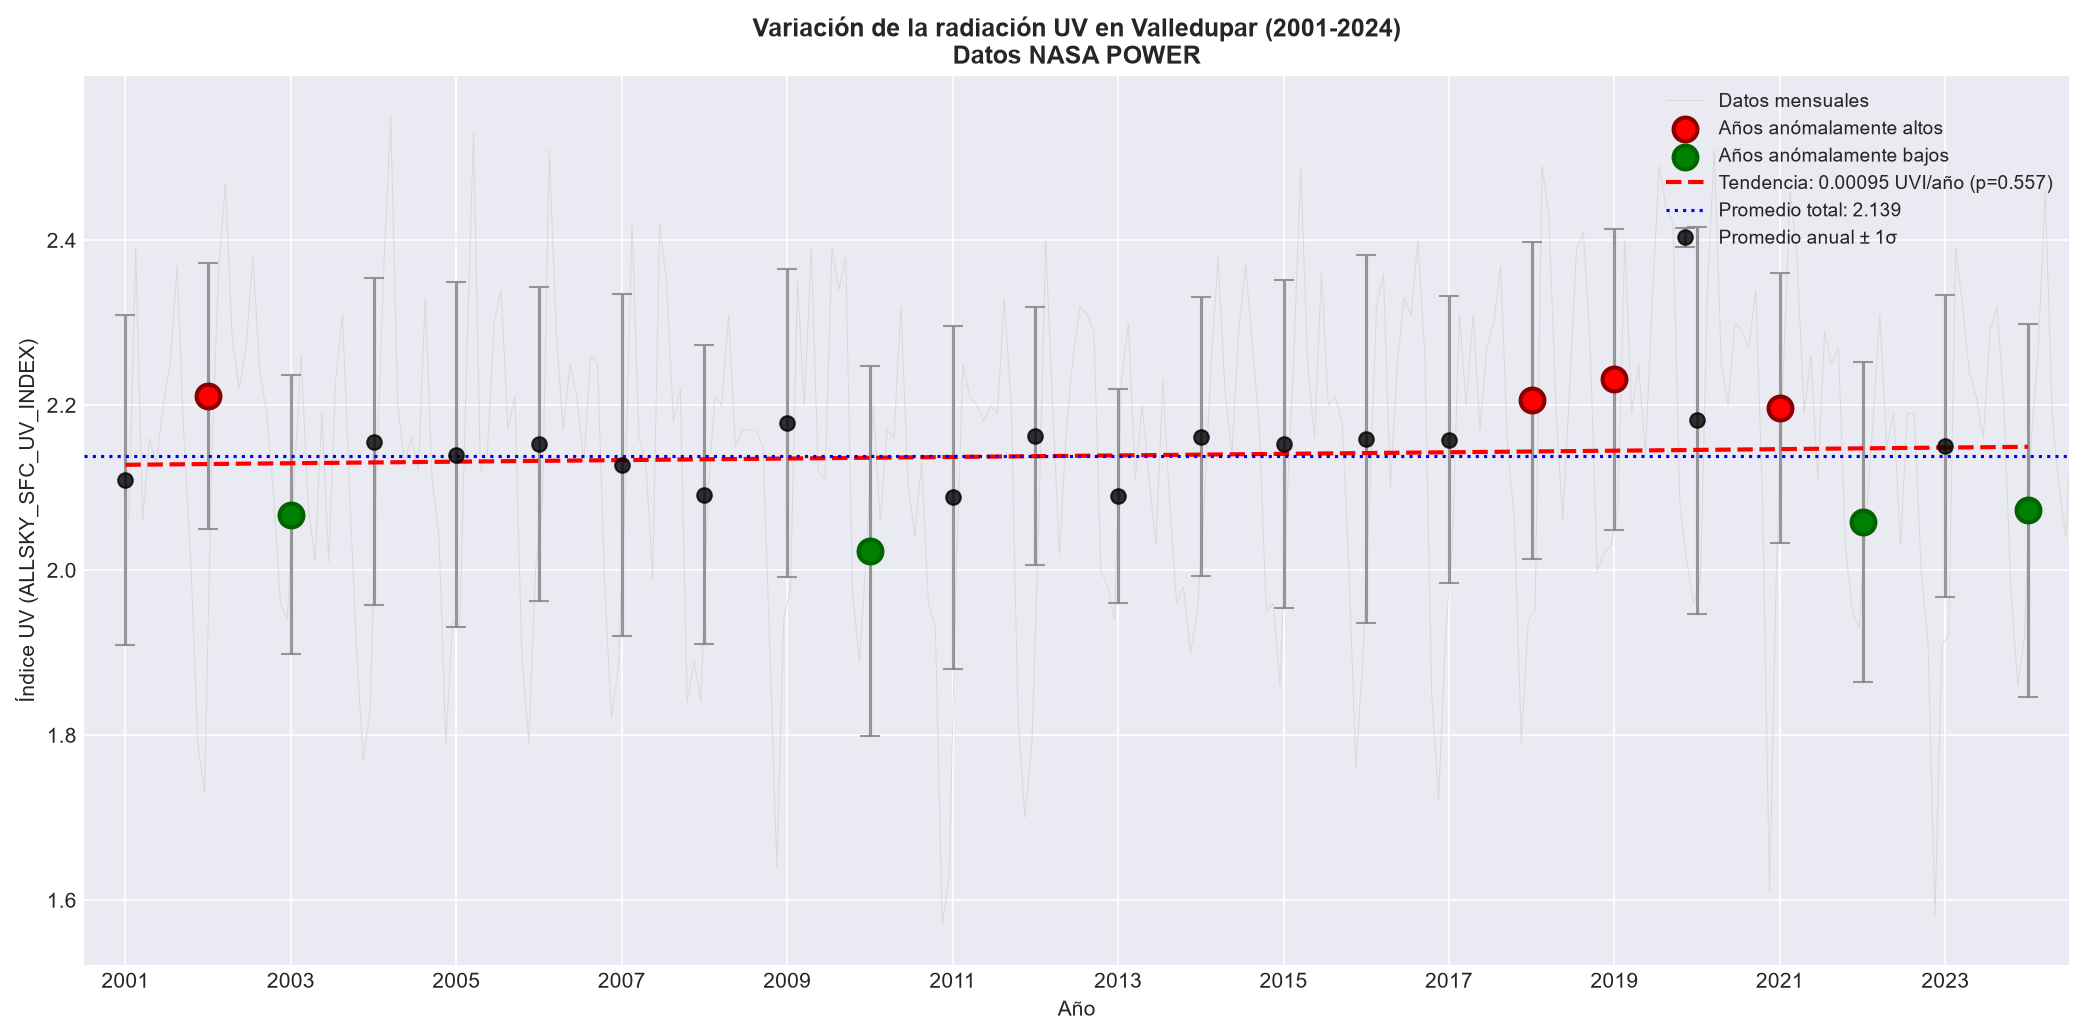 Variación de la radiación UV en Valledupar (2001-2024)
Datos NASA POWER
Datos mensuales
Años anómalamente altos
Años anómalamente bajos
Tendencia: 0.00095 UVI/año (p=0.557)
Promedio total: 2.139
Promedio anual ± 1σ
Índice UV (ALLSKY_SFC_UV_INDEX)
2.4
2.2
2.0
1.8
1.6
2001 2003 2005 2007 2009 2011 2013 2015 2017 2019 2021 2023
Año